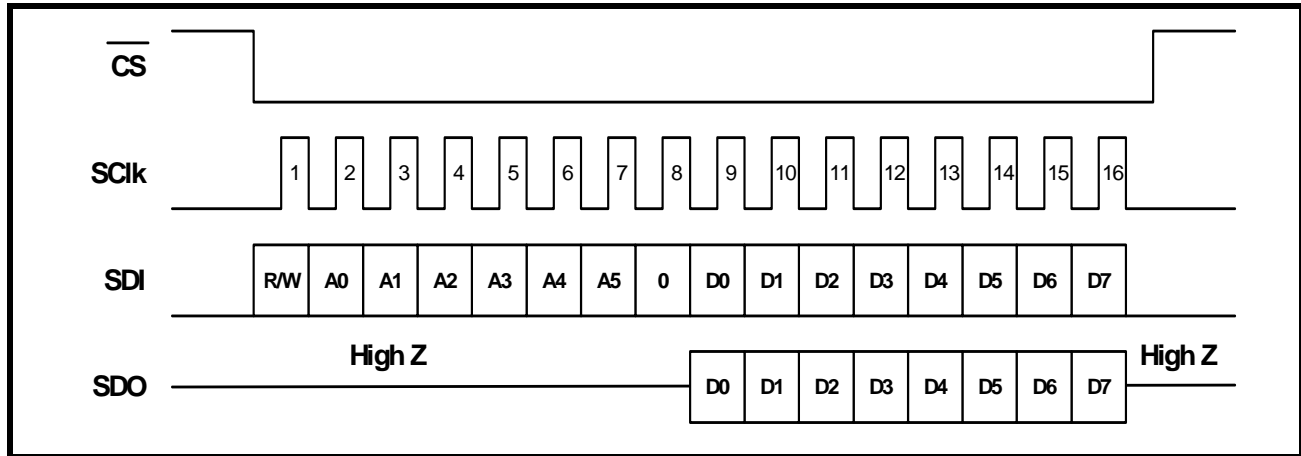 CS
SClk 1 2 3 4 5 6 7 8 9 10 11 12 13 14 15 16
SDI R/W A0 A1 A2 A3 A4 A5 0 D0 D1 D2 D3 D4 D5 D6 D7
High Z High Z
SDO D0 D1 D2 D3 D4 D5 D6 D7